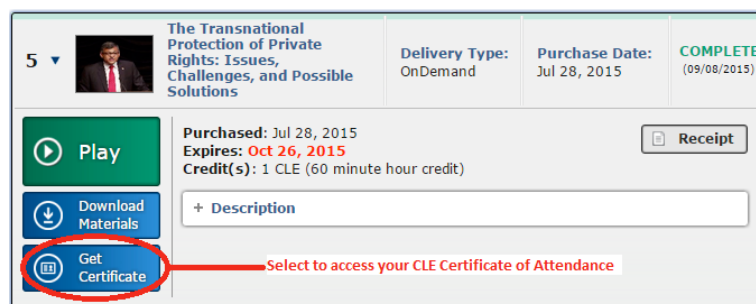 5
The Transnational
Protection of Private
Rights: Issues,
Challenges, and Possible
Solutions
Delivery Type:
OnDemand
Purchase Date:
Jul 28, 2015
COMPLETE
(09/08/2015)
Play
Download
Materials
Get
Certificate
Purchased: Jul 28, 2015
Expires: Oct 26, 2015
Credit(s): 1 CLE (60 minute hour credit)
Receipt
+ Description
Select to access your CLE Certificate of Attendance